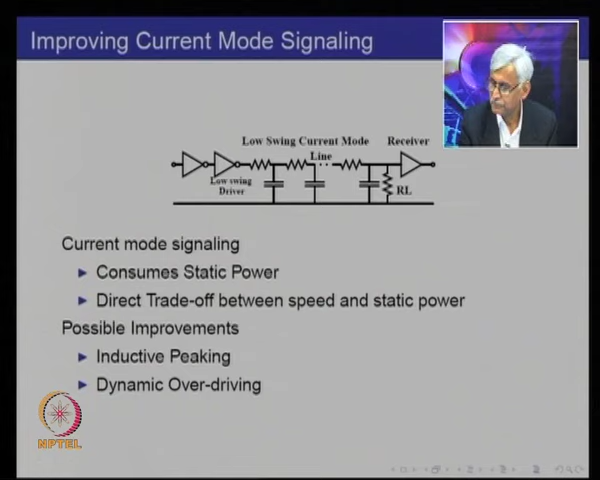 Improving Current Mode Signaling
Low Swing Current Mode
Receiver
Line
Low swing
Driver
RL
Current mode signaling
Consumes Static Power
Direct Trade-off between speed and static power
Possible Improvements
Inductive Peaking
Dynamic Over-driving
NPTEL